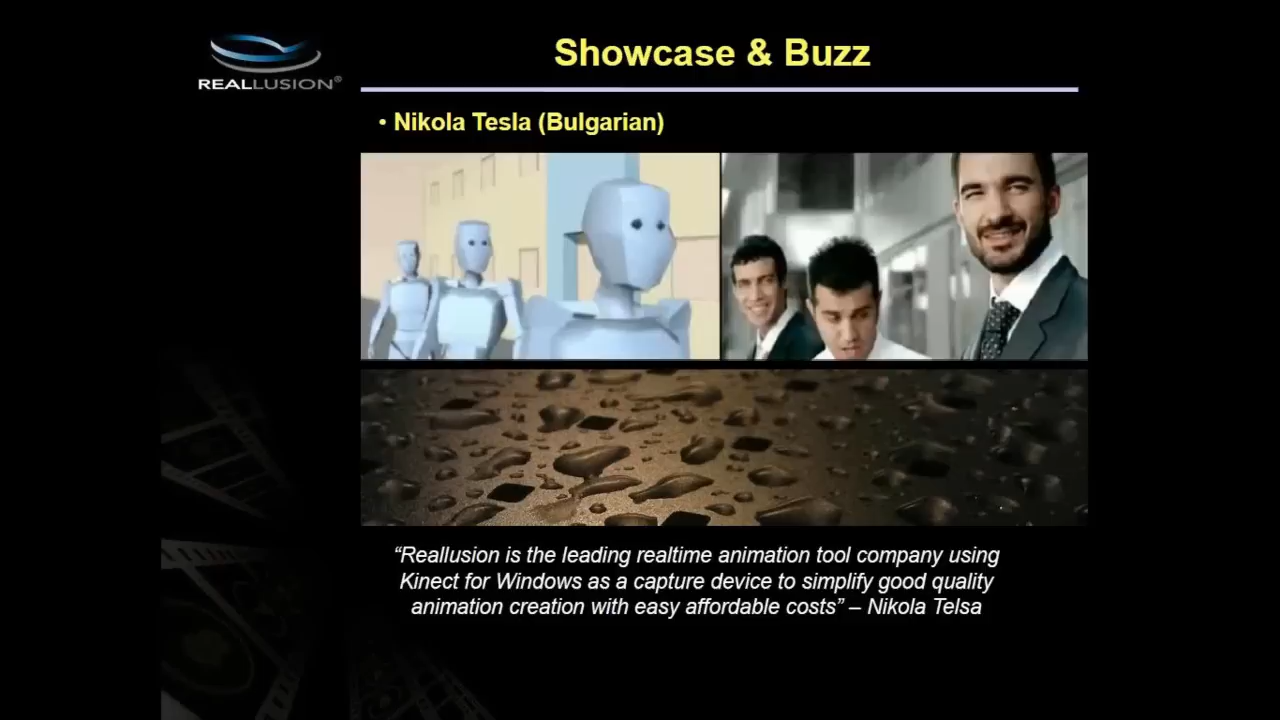 REALLUSION®
Showcase & Buzz
• Nikola Tesla (Bulgarian)
“Reallusion is the leading realtime animation tool company using
Kinect for Windows as a capture device to simplify good quality
animation creation with easy affordable costs” – Nikola Telsa